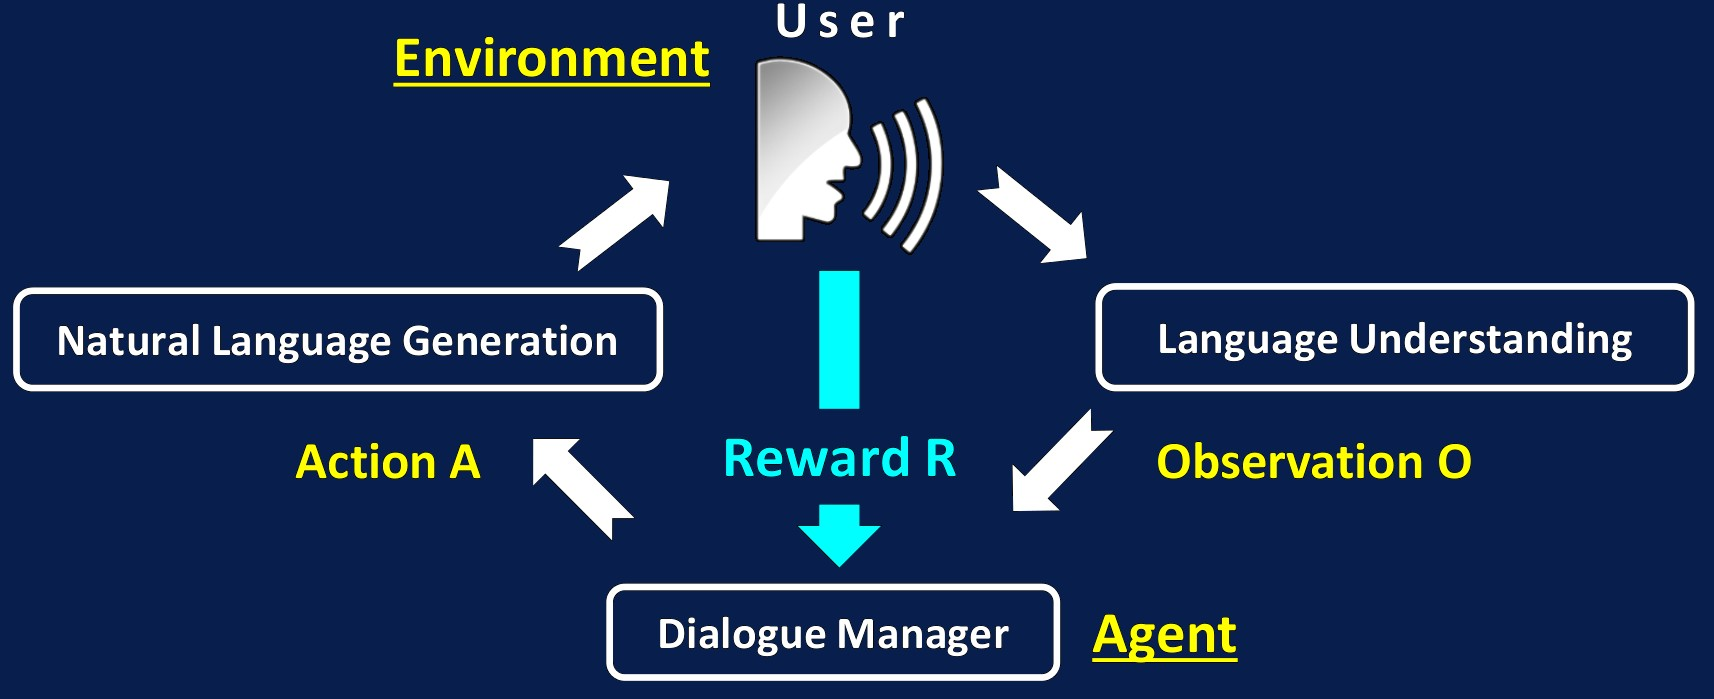 User
Environment
Natural Language Generation
Language Understanding
Action A
Reward R
Observation O
Dialogue Manager
Agent